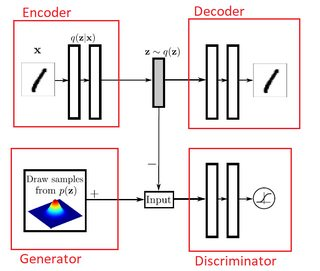 Encoder
Decoder
q(z|x)
x
z ∼ q(z)
−
Draw samples
from p(z)
+
Input
Generator
Discriminator